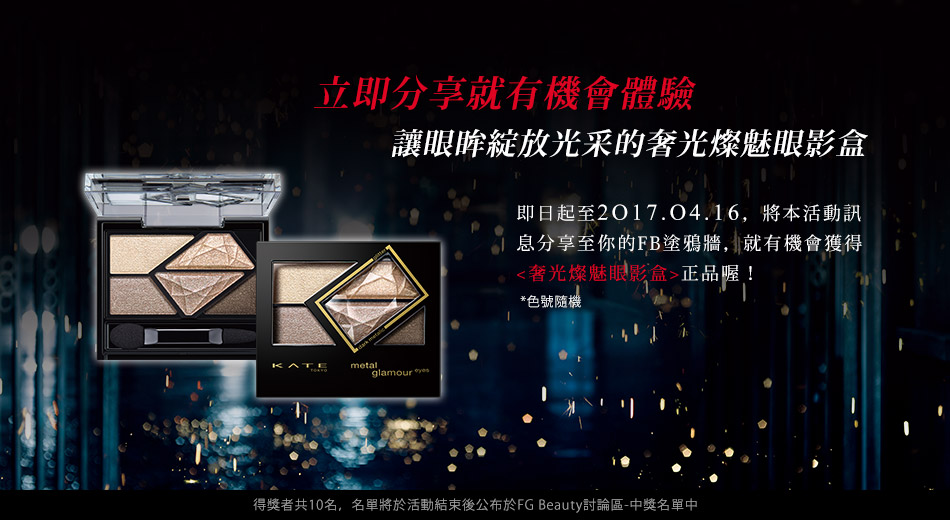 立即分享就有機會體驗
讓眼眸綻放光采的奢光燦魅眼影盒
即日起至2017.04.16，將本活動訊
息分享至你的FB塗鴉牆，就有機會獲得
<奢光燦魅眼影盒>正品喔！
*色號隨機
dark metallic
KATE
TOKYO
metal
glamour eyes
得獎者共10名，名單將於活動結束後公布於FG Beauty討論區-中獎名單中